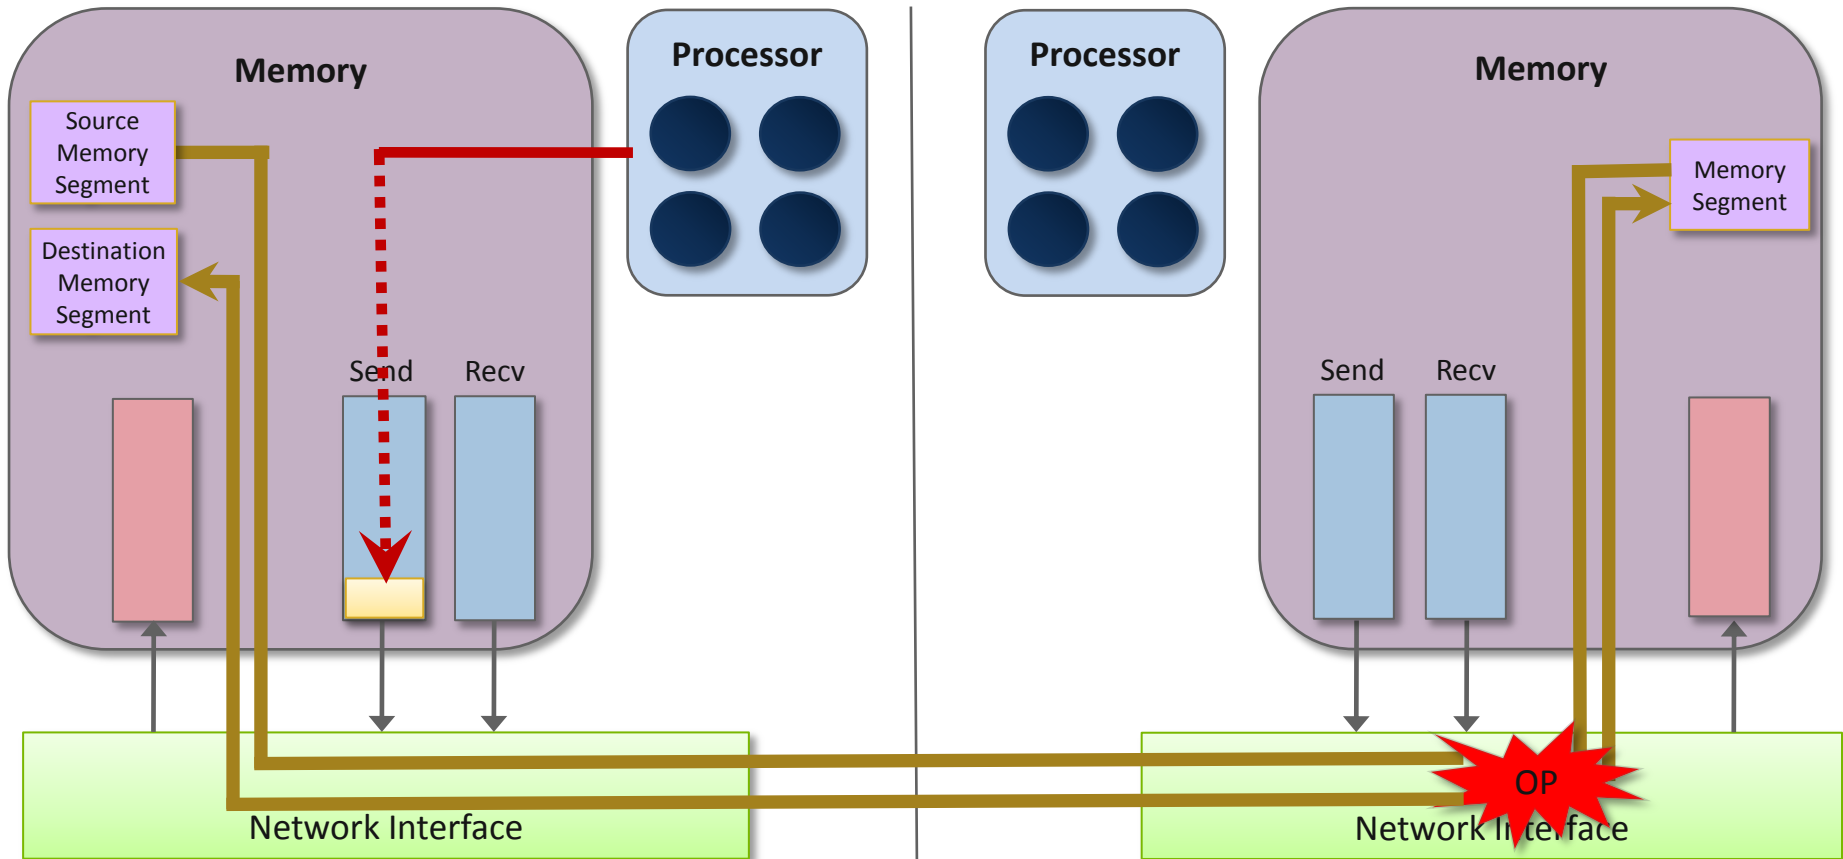 Memory
Source
Memory
Segment
Destination
Memory
Segment
Send
Recv
Processor
Network Interface
Processor
Memory
Memory
Segment
Send
Recv
OP
Network Interface